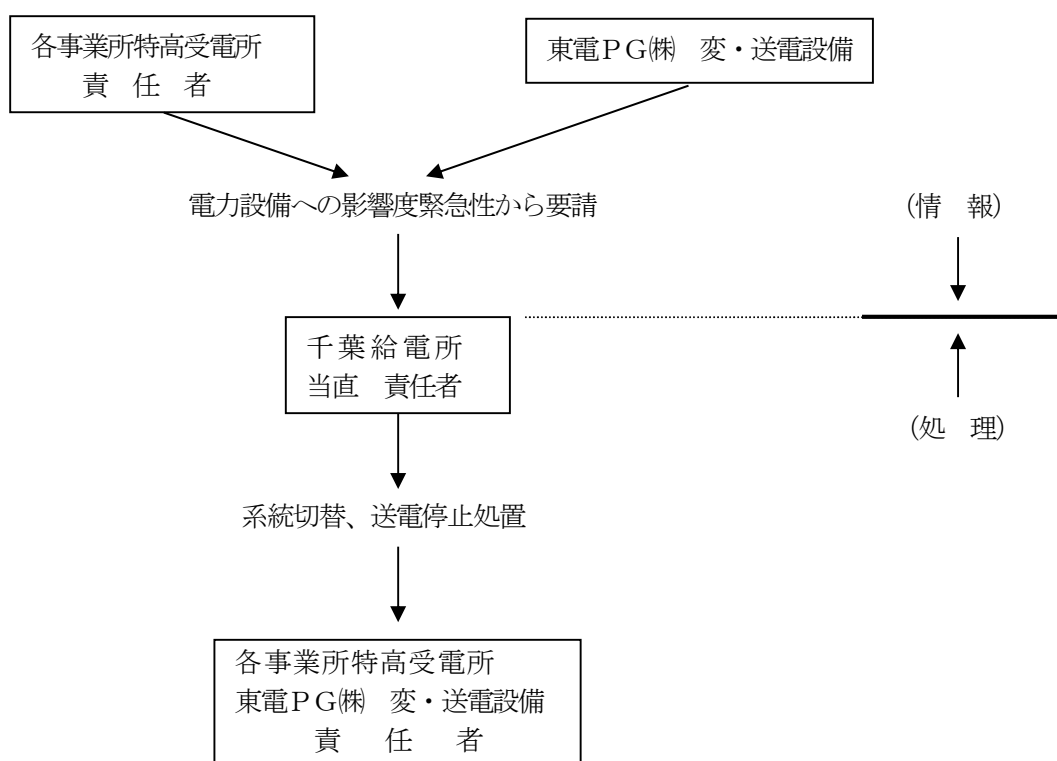 各事業所特高受電所
責　任　者
東電ＰＧ㈱　変・送電設備
電力設備への影響度緊急性から要請
（情　報）
千葉給電所
当直　責任者
（処　理）
系統切替、送電停止処置
各事業所特高受電所
東電ＰＧ㈱　変・送電設備
責　任　者